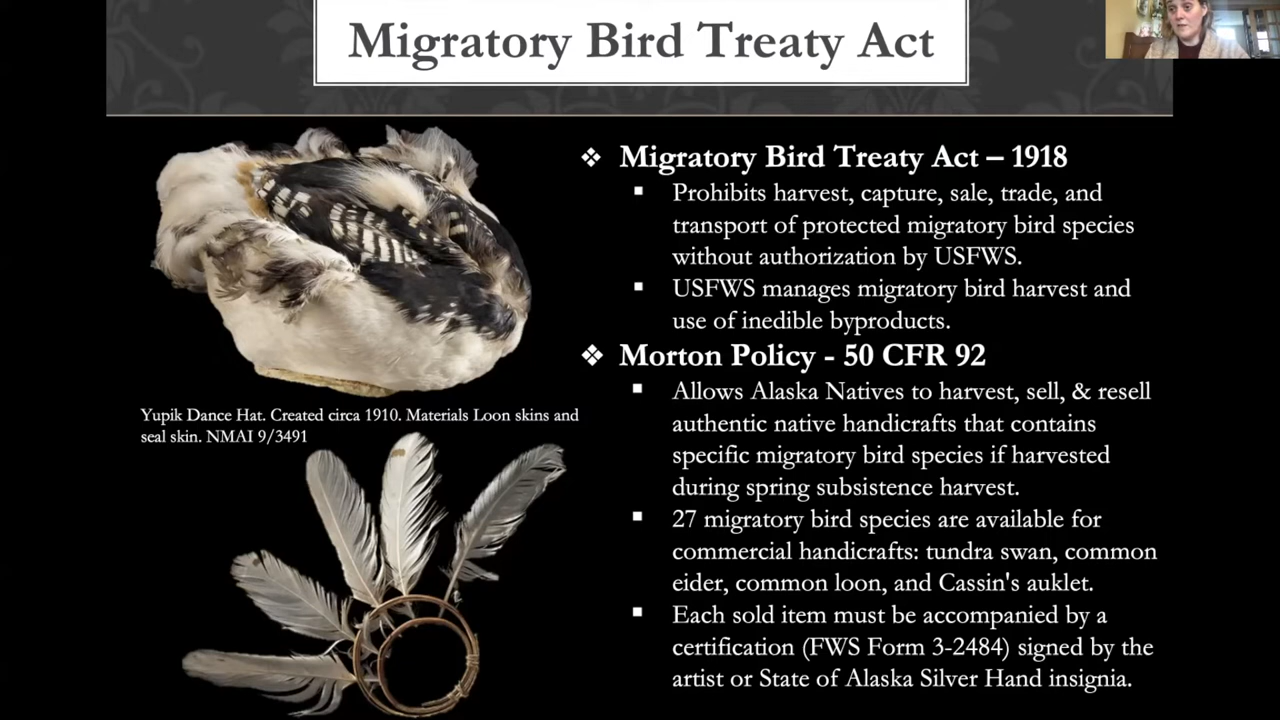 Migratory Bird Treaty Act
❖ Migratory Bird Treaty Act – 1918
▪ Prohibits harvest, capture, sale, trade, and
transport of protected migratory bird species
without authorization by USFWS.
▪ USFWS manages migratory bird harvest and
use of inedible byproducts.
❖ Morton Policy - 50 CFR 92
▪ Allows Alaska Natives to harvest, sell, & resell
authentic native handicrafts that contains
specific migratory bird species if harvested
during spring subsistence harvest.
▪ 27 migratory bird species are available for
commercial handicrafts: tundra swan, common
eider, common loon, and Cassin's auklet.
▪ Each sold item must be accompanied by a
certification (FWS Form 3-2484) signed by the
artist or State of Alaska Silver Hand insignia.
Yupik Dance Hat. Created circa 1910. Materials Loon skins and
seal skin. NMAI 9/3491